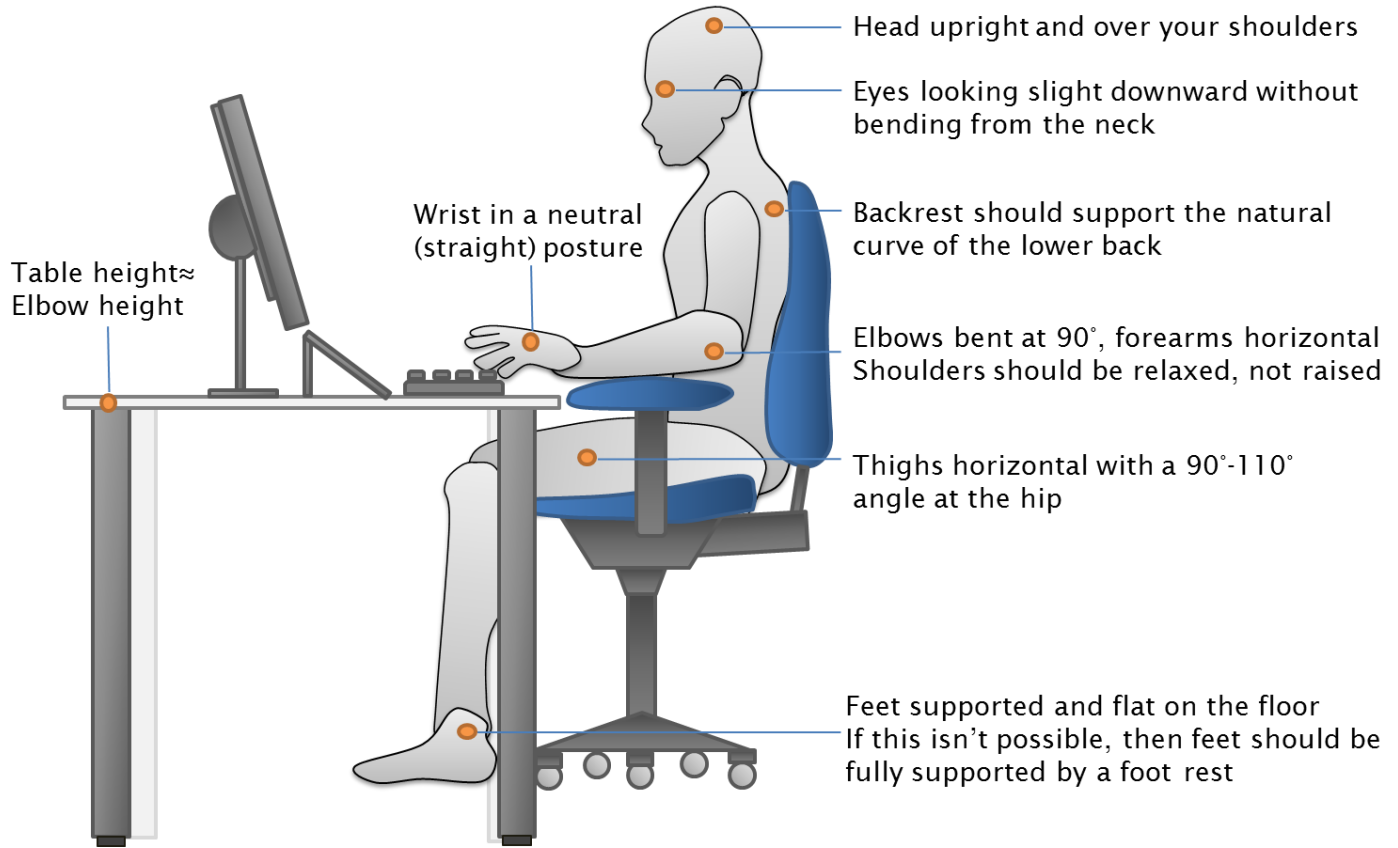 Head upright and over your shoulders
Eyes looking slight downward without
bending from the neck
Wrist in a neutral
(straight) posture
Backrest should support the natural
curve of the lower back
Table height≈
Elbow height
Elbows bent at 90°, forearms horizontal
Shoulders should be relaxed, not raised
Thighs horizontal with a 90°-110°
angle at the hip
Feet supported and flat on the floor
If this isn’t possible, then feet should be
fully supported by a foot rest